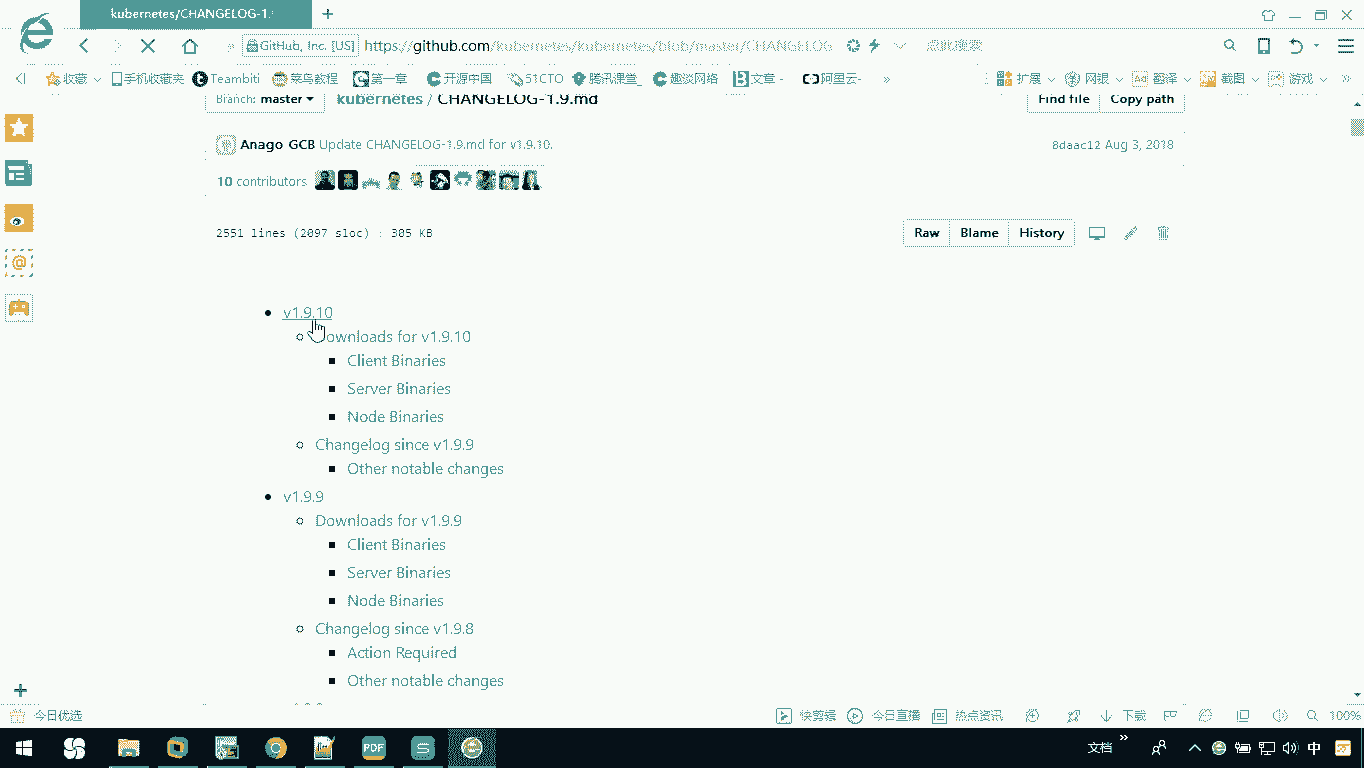 kubernetes/CHANGELOG-1.
GitHub, Inc. [US] https://github.com/kubernetes/kubernetes/blob/master/CHANGELOG 点此搜索
收藏 手机收藏夹 Teambiti 菜鸟教程 第一章 开源中国 51CTO 腾讯课堂_ 趣谈网络 文章 - 阿里云- » 扩展 网银 翻译 截图 游戏 »
Branch: master kubernetes / CHANGELOG-1.9.md Find file Copy path
Anago GCB Update CHANGELOG-1.9.md for v1.9.10. 8daac12 Aug 3, 2018
10 contributors
2551 lines (2097 sloc) 385 KB Raw Blame History
v1.9.10
Downloads for v1.9.10
Client Binaries
Server Binaries
Node Binaries
Changelog since v1.9.9
Other notable changes
v1.9.9
Downloads for v1.9.9
Client Binaries
Server Binaries
Node Binaries
Changelog since v1.9.8
Action Required
Other notable changes
今日优选 快剪辑 今日直播 热点资讯 下载 100%
PDF S 文档 » 中